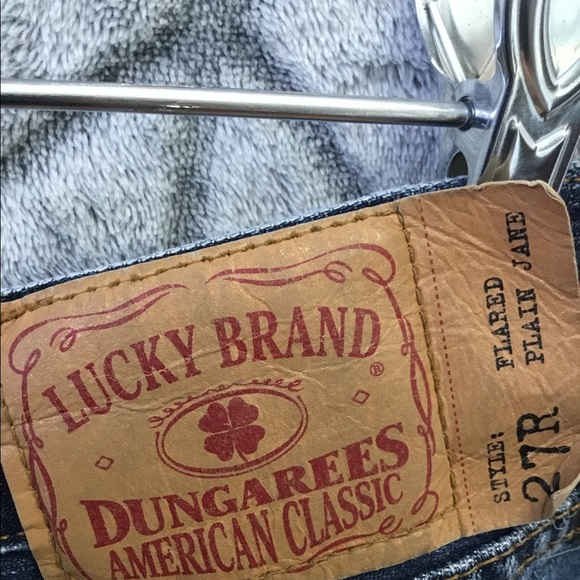 LUCKY BRAND
®
DUNGAREES
AMERICAN CLASSIC
STYLE: FLARED
PLAIN JANE
27R